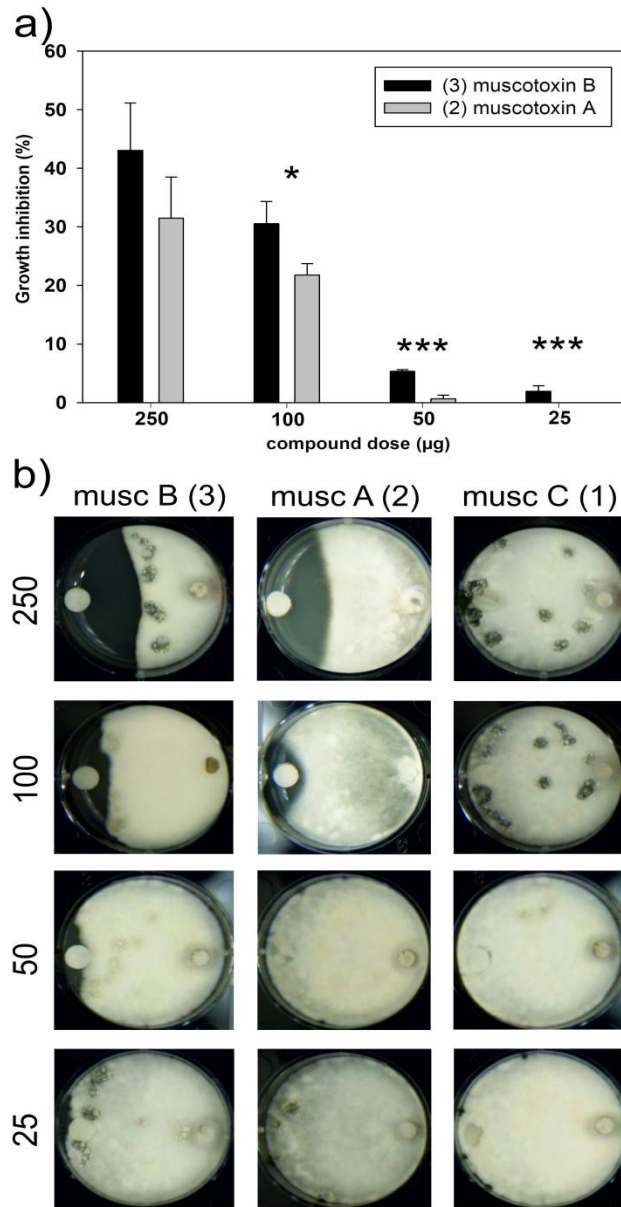 a)
60
50
40
30
20
10
0
Growth inhibition (%)
(3) muscotoxin B
(2) muscotoxin A
*
***
***
250 100 50 25
compound dose (µg)
b)
musc B (3) musc A (2) musc C (1)
250
100
50
25